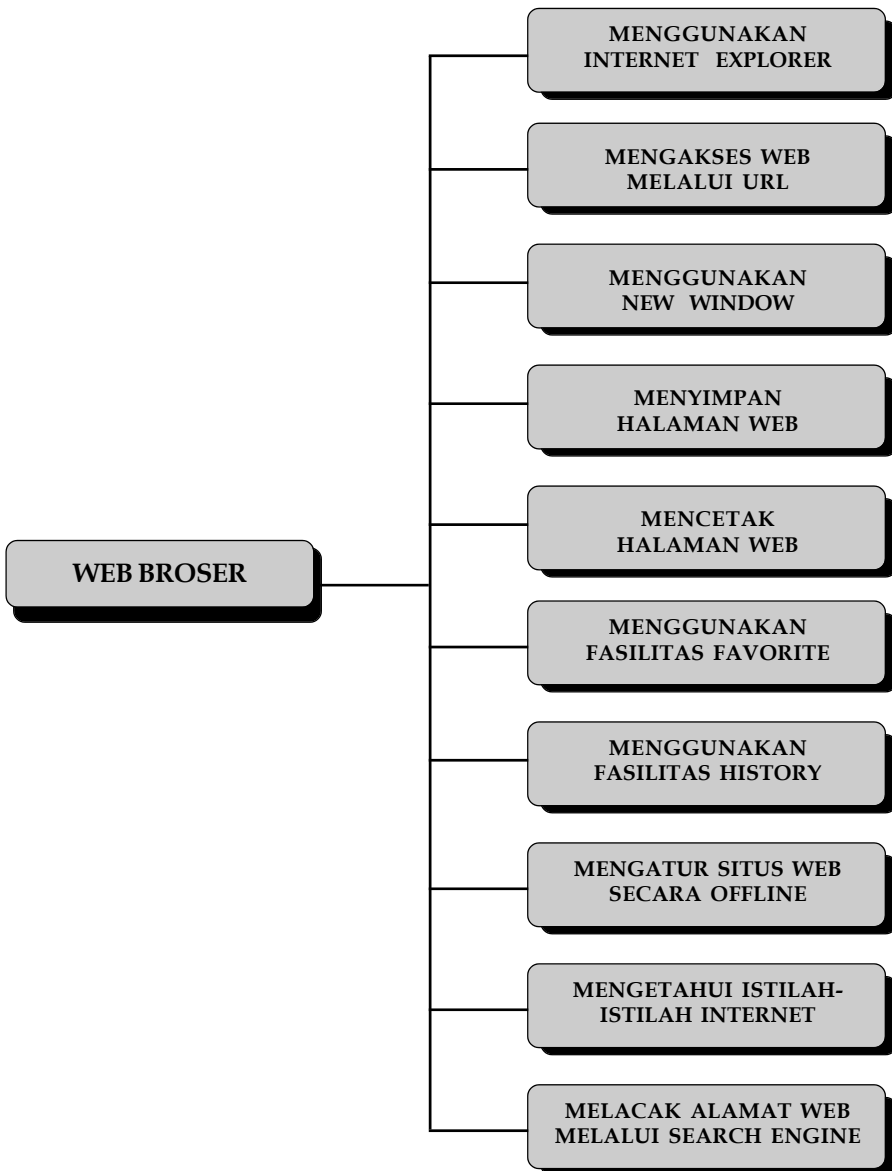 MENGGUNAKAN
INTERNET EXPLORER
MENGAKSES WEB
MELALUI URL
MENGGUNAKAN
NEW WINDOW
MENYIMPAN
HALAMAN WEB
MENCETAK
HALAMAN WEB
WEB BROSER
MENGGUNAKAN
FASILITAS FAVORITE
MENGGUNAKAN
FASILITAS HISTORY
MENGATUR SITUS WEB
SECARA OFFLINE
MENGETAHUI ISTILAH-
ISTILAH INTERNET
MELACAK ALAMAT WEB
MELALUI SEARCH ENGINE